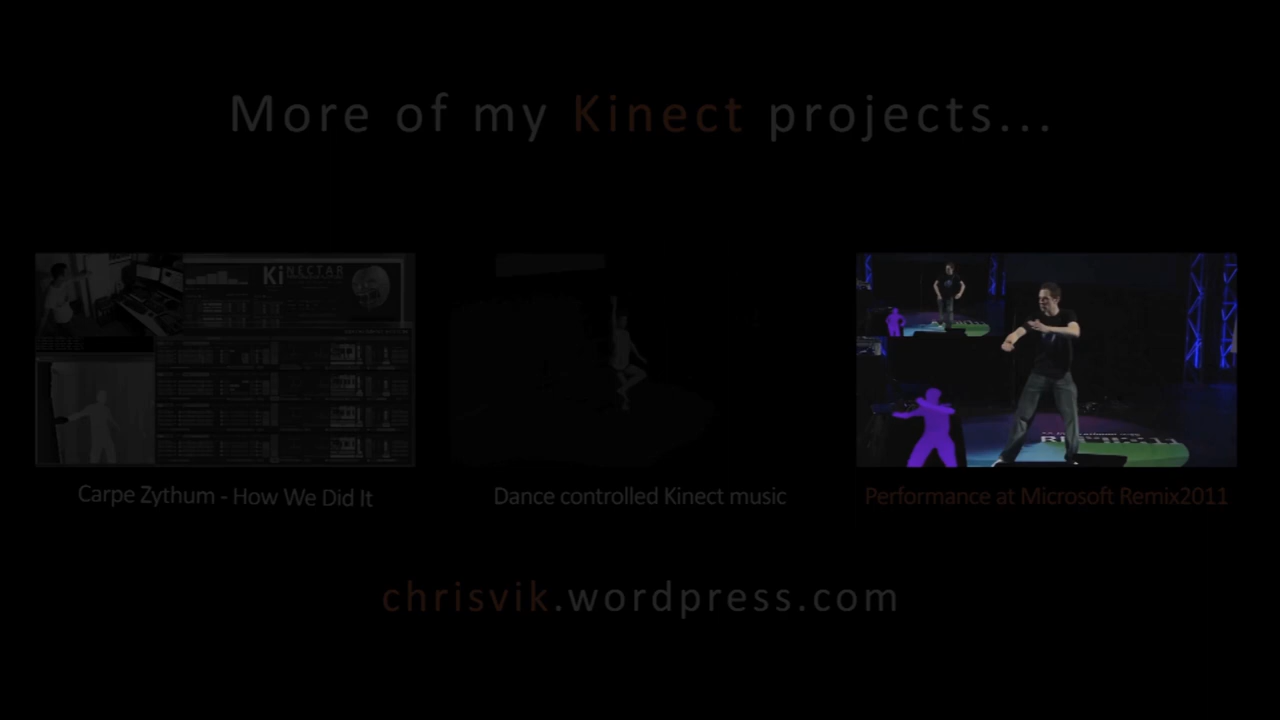 More of my Kinect projects...
KiNECTAR
Carpe Zythum - How We Did It
Dance controlled Kinect music
Performance at Microsoft Remix2011
chrisvik.wordpress.com